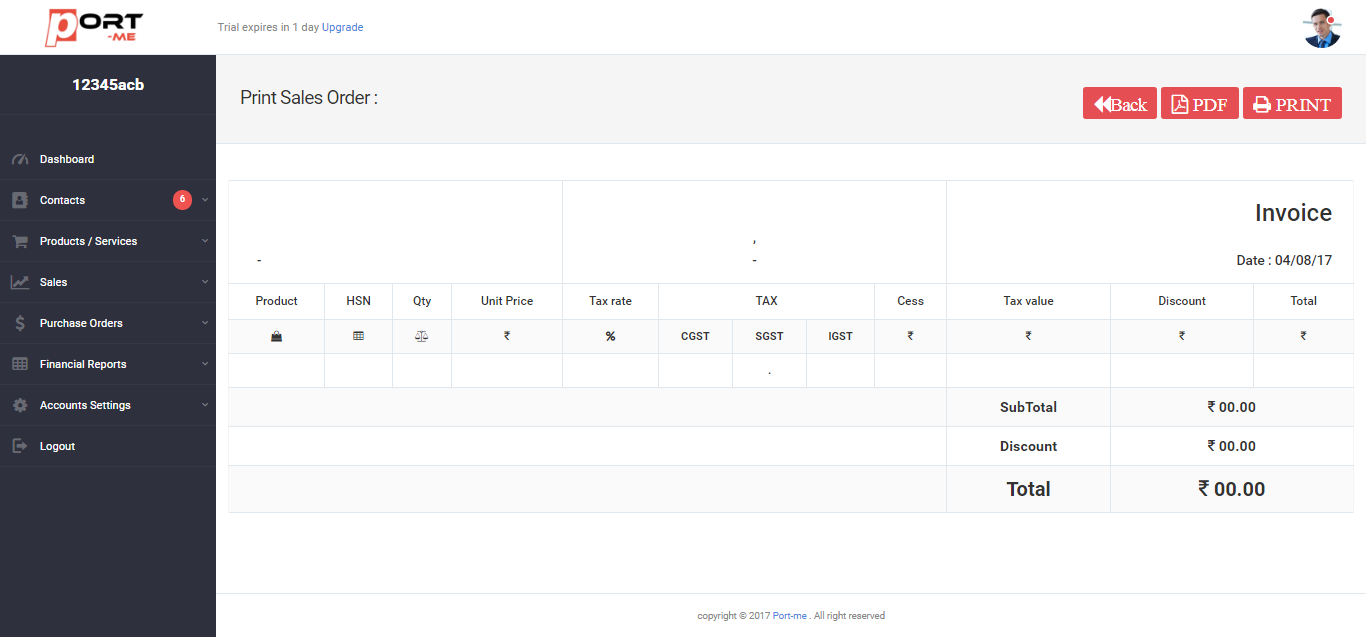 PORT
-ME
Trial expires in 1 day Upgrade
12345acb
Dashboard
Contacts 6
Products / Services
Sales
Purchase Orders
Financial Reports
Accounts Settings
Logout
Print Sales Order :
Back PDF PRINT
Invoice
,
- - Date : 04/08/17
Product HSN Qty Unit Price Tax rate TAX Cess Tax value Discount Total
₹ % CGST SGST IGST ₹ ₹ ₹ ₹
.
SubTotal ₹ 00.00
Discount ₹ 00.00
Total ₹ 00.00
copyright © 2017 Port-me . All right reserved